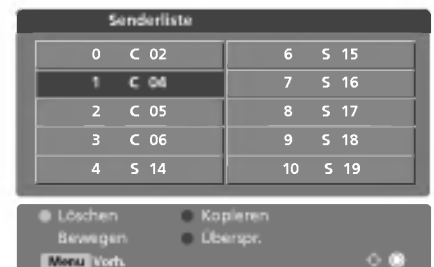 Senderliste
0 C 02 6 S 15
1 C 04 7 S 16
2 C 05 8 S 17
3 C 06 9 S 18
4 S 14 10 S 19
Löschen Kopieren
Bewegen Überspr.
Menu Vorh.